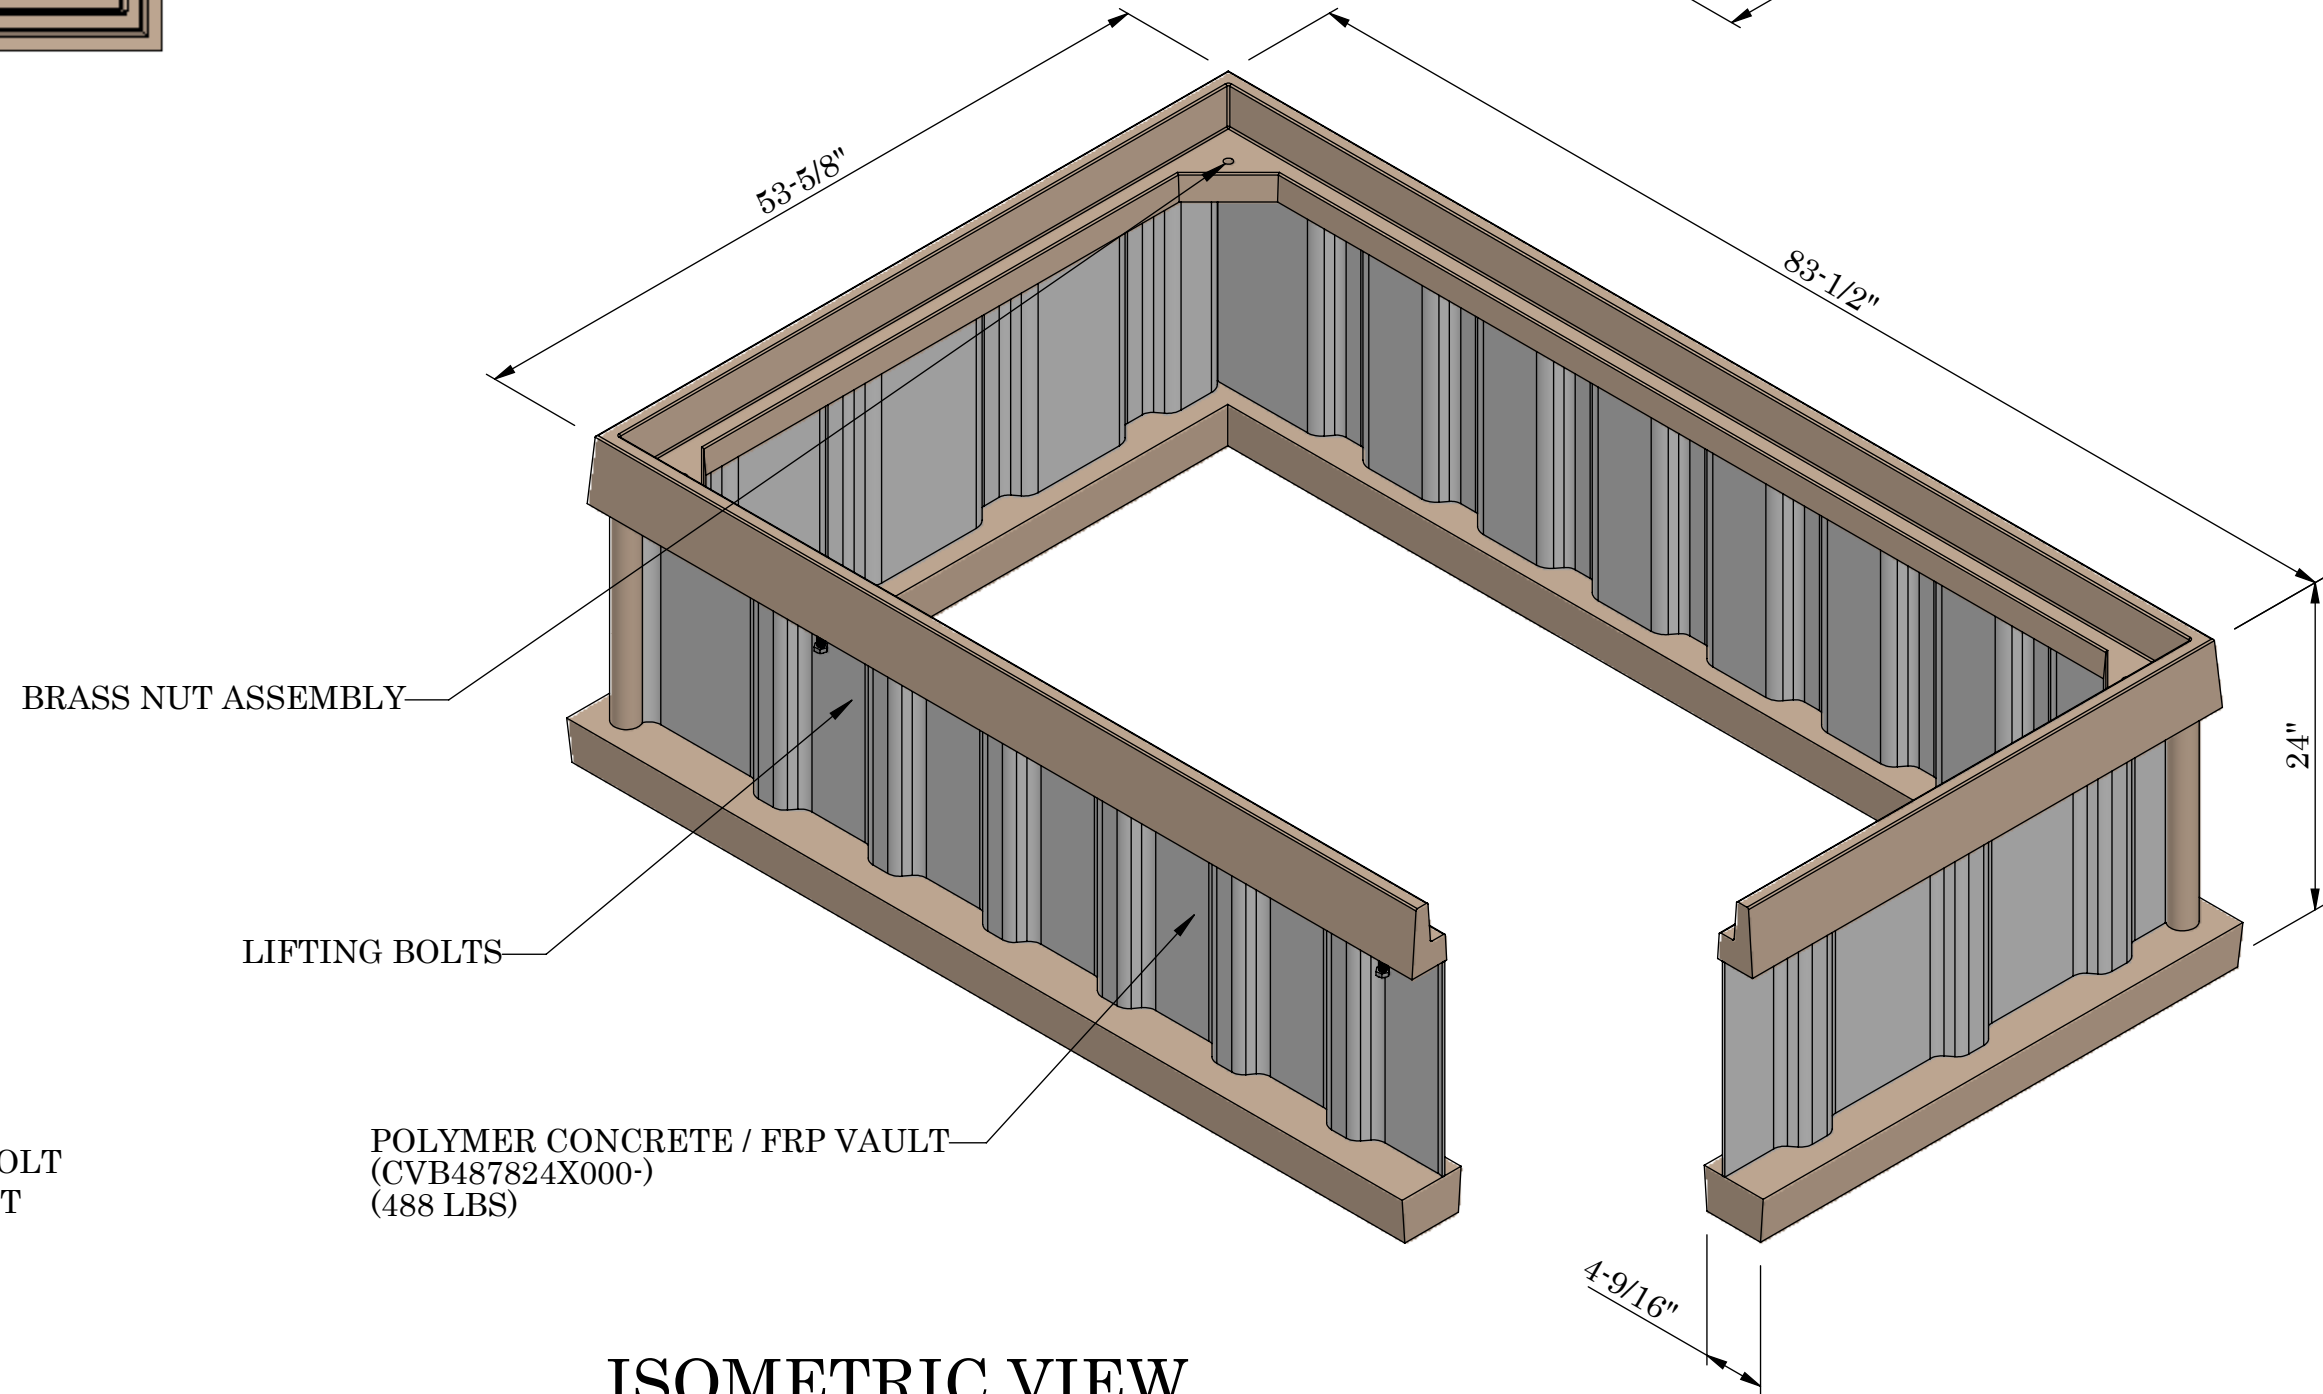 53-5/8"
83-1/2"
24"
BRASS NUT ASSEMBLY
LIFTING BOLTS
POLYMER CONCRETE / FRP VAULT
(CVB487824X000-)
(488 LBS)
OLT
T
4-9/16"
ISOMETRIC VIEW